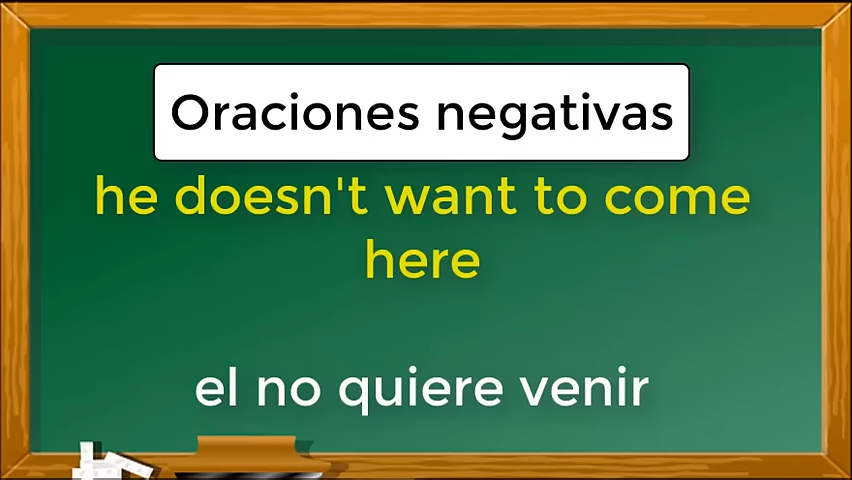 Oraciones negativas
he doesn't want to come
here
el no quiere venir